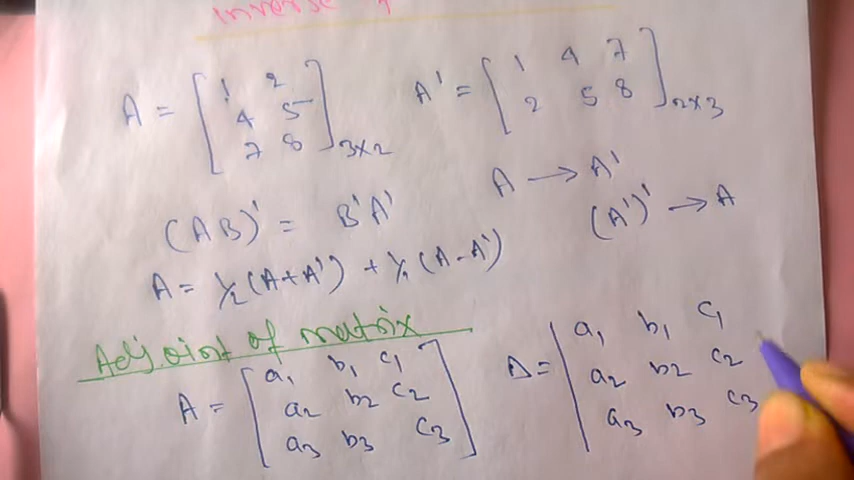 inverse
A = [1 2 4 5 7 8]3×2 A' = [1 4 7 2 5 8]2×3
A → A'
(AB)' = B'A' (A')' → A
A = 1/2 (A+A') + 1/2 (A-A')
Adjoint of matrix
A = [a1 b1 c1 Δ = |a1 b1 c1
a2 b2 c2 a2 b2 c2
a3 b3 c3] a3 b3 c3